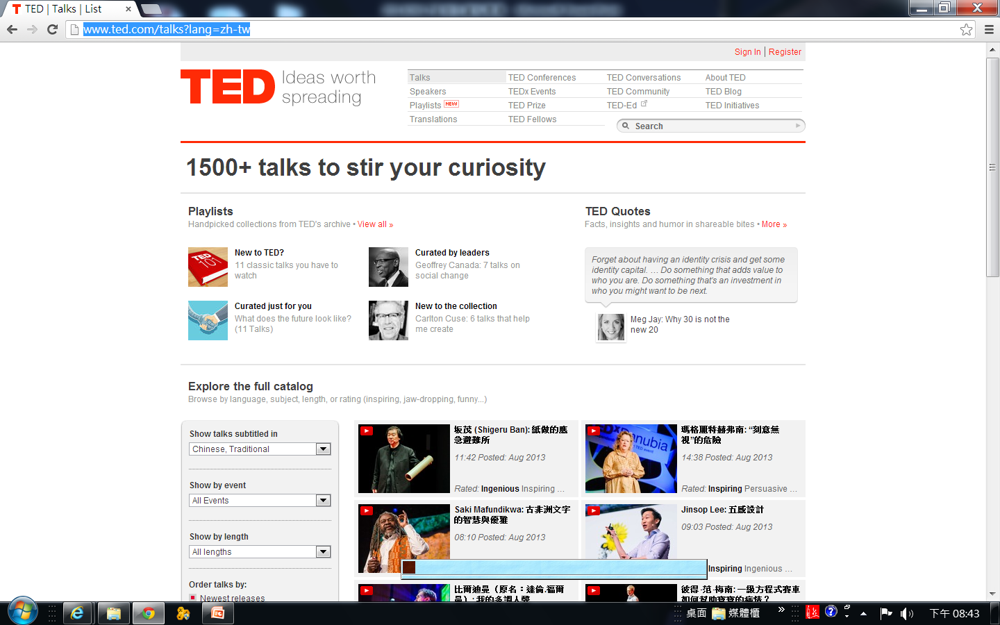 TED | Talks | List
www.ted.com/talks?lang=zh-tw
Sign In | Register
TED Ideas worth
spreading
Talks
TED Conferences
TED Conversations
About TED
Speakers
TEDx Events
TED Community
TED Blog
Playlists NEW
TED Prize
TED-Ed
TED Initiatives
Translations
TED Fellows
Search
1500+ talks to stir your curiosity
Playlists
Handpicked collections from TED's archive • View all »
New to TED?
11 classic talks you have to
watch
TED
101
Curated by leaders
Geoffrey Canada: 7 talks on
social change
Curated just for you
What does the future look like?
(11 Talks)
New to the collection
Carlton Cuse: 6 talks that help
me create
TED Quotes
Facts, insights and humor in shareable bites • More »
Forget about having an identity crisis and get some
identity capital. … Do something that adds value to
who you are. Do something that's an investment in
who you might want to be next.
Meg Jay: Why 30 is not the
new 20
Explore the full catalog
Browse by language, subject, length, or rating (inspiring, jaw-dropping, funny...)
Show talks subtitled in
Chinese, Traditional
Show by event
All Events
Show by length
All lengths
Order talks by:
Newest releases
坂茂 (Shigeru Ban): 紙做的應
急避難所
11:42 Posted: Aug 2013
Rated: Ingenious Inspiring …
瑪格麗特赫弗南: “刻意無
視”的危險
14:38 Posted: Aug 2013
Rated: Inspiring Persuasive …
Saki Mafundikwa: 古非洲文字
的智慧與優雅
08:10 Posted: Aug 2013
Jinsop Lee: 五感設計
09:03 Posted: Aug 2013
Inspiring Ingenious …
比爾迪曼（原名：達倫.福爾
曼）: 我的多調人聲
彼得·范·梅南: 一級方程式賽車
如何幫助寶寶的病情？
桌面
媒體櫃
下午 08:43